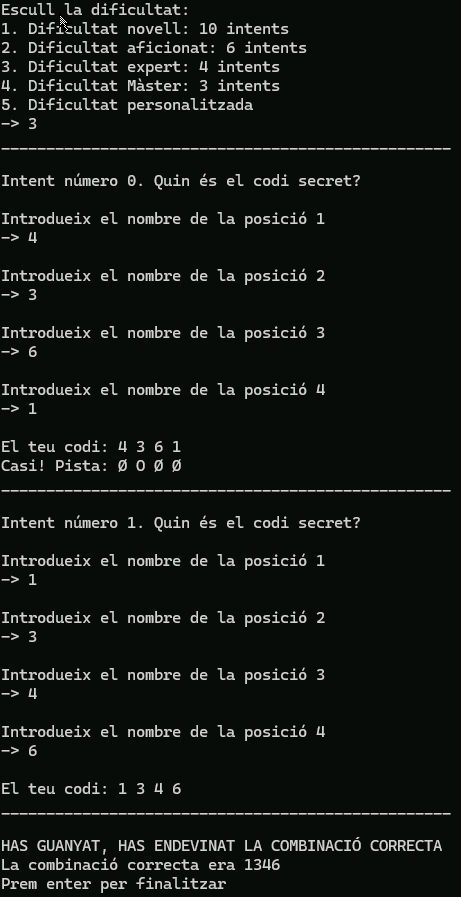 Escull la dificultat:
1. Dificultat novell: 10 intents
2. Dificultat aficionat: 6 intents
3. Dificultat expert: 4 intents
4. Dificultat Màster: 3 intents
5. Dificultat personalitzada
-> 3
__________________________________________________
Intent número 0. Quin és el codi secret?
Introdueix el nombre de la posició 1
-> 4
Introdueix el nombre de la posició 2
-> 3
Introdueix el nombre de la posició 3
-> 6
Introdueix el nombre de la posició 4
-> 1
El teu codi: 4 3 6 1
Casi! Pista: Ø O Ø Ø
__________________________________________________
Intent número 1. Quin és el codi secret?
Introdueix el nombre de la posició 1
-> 1
Introdueix el nombre de la posició 2
-> 3
Introdueix el nombre de la posició 3
-> 4
Introdueix el nombre de la posició 4
-> 6
El teu codi: 1 3 4 6
__________________________________________________
HAS GUANYAT, HAS ENDEVINAT LA COMBINACIÓ CORRECTA
La combinació correcta era 1346
Prem enter per finalitzar